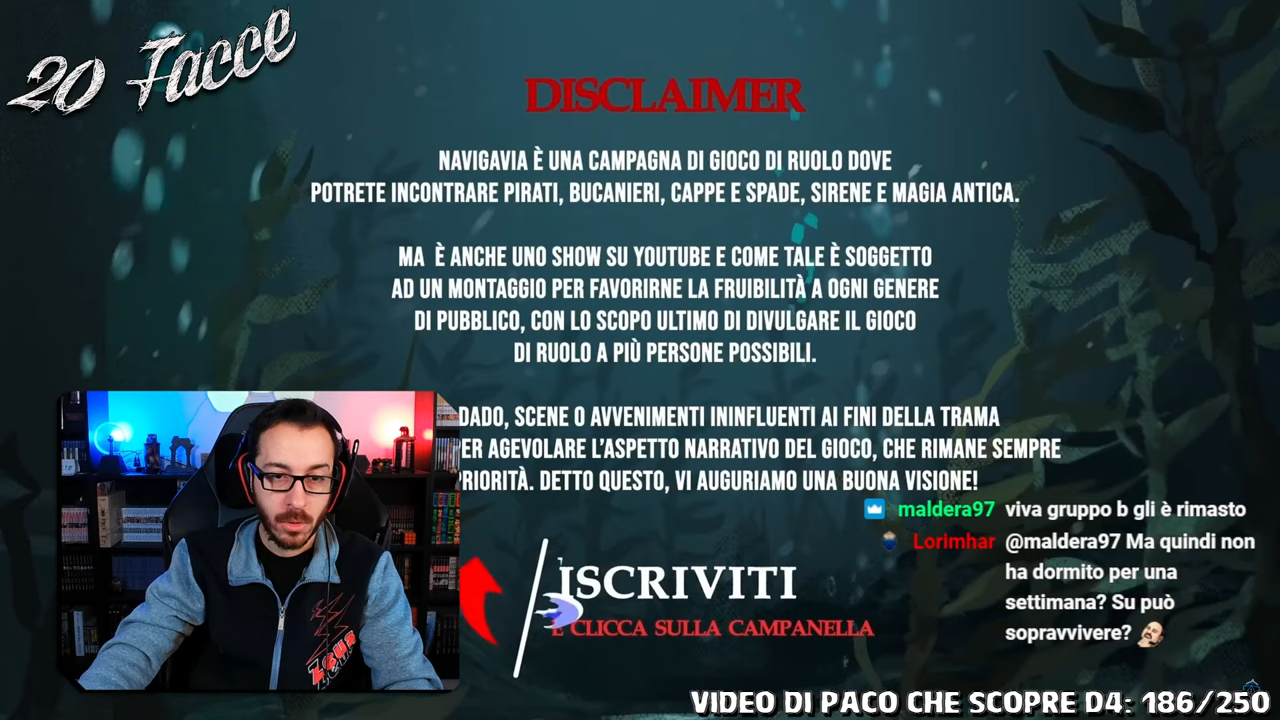 20 Facce
DISCLAIMER
NAVIGAVIA È UNA CAMPAGNA DI GIOCO DI RUOLO DOVE
POTRETE INCONTRARE PIRATI, BUCANIERI, CAPPE E SPADE, SIRENE E MAGIA ANTICA.
MA È ANCHE UNO SHOW SU YOUTUBE E COME TALE È SOGGETTO
AD UN MONTAGGIO PER FAVORIRNE LA FRUIBILITÀ A OGNI GENERE
DI PUBBLICO, CON LO SCOPO ULTIMO DI DIVULGARE IL GIOCO
DI RUOLO A PIÙ PERSONE POSSIBILI.
DADO, SCENE O AVVENIMENTI ININFLUENTI AI FINI DELLA TRAMA
PER AGEVOLARE L'ASPETTO NARRATIVO DEL GIOCO, CHE RIMANE SEMPRE
PRIORITÀ. DETTO QUESTO, VI AUGURIAMO UNA BUONA VISIONE!
maldera97 viva gruppo b gli è rimasto
Lorimhar @maldera97 Ma quindi non
ha dormito per una
settimana? Su può
sopravvivere?
ISCRIVITI
E CLICCA SULLA CAMPANELLA
VIDEO DI PACO CHE SCOPRE D4: 186/250